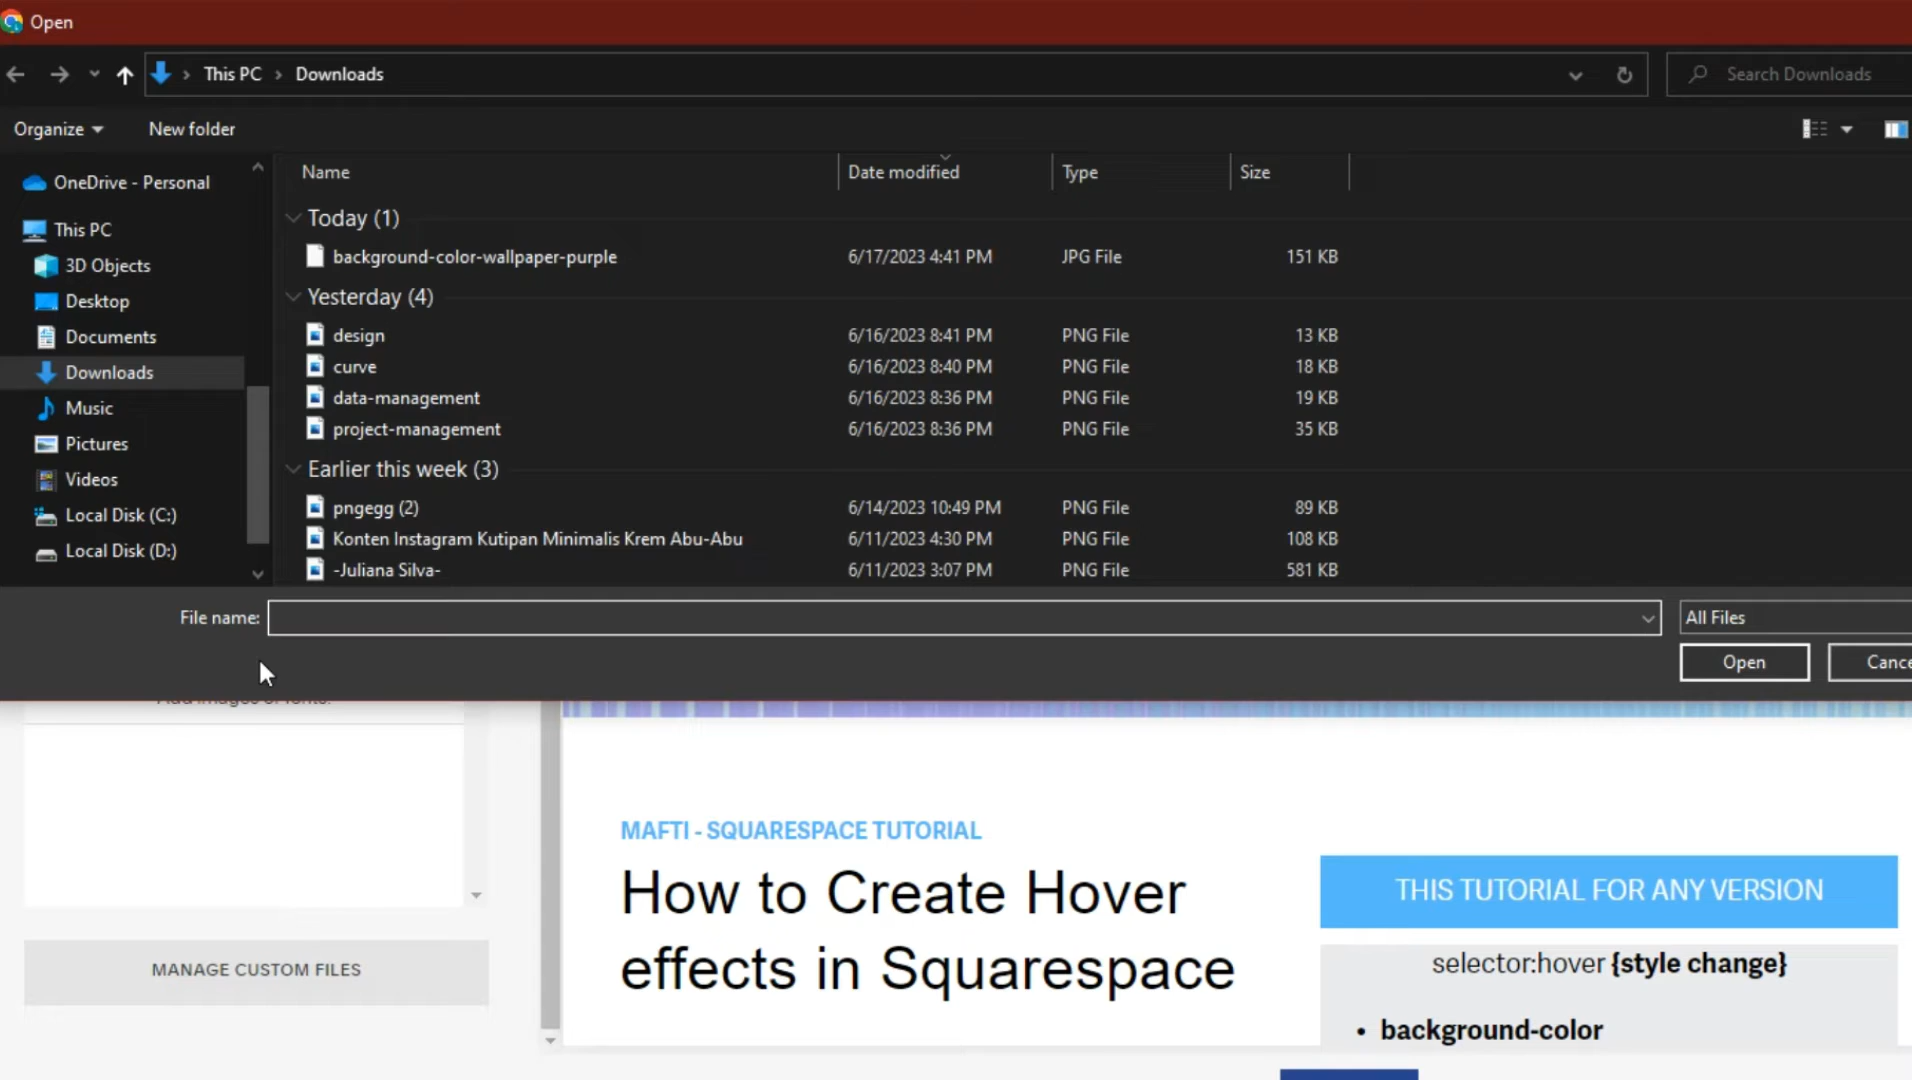 Open
This PC > Downloads
Search Downloads
Organize
New folder
OneDrive - Personal
This PC
3D Objects
Desktop
Documents
Downloads
Music
Pictures
Videos
Local Disk (C:)
Local Disk (D:)
Name Date modified Type Size
Today (1)
background-color-wallpaper-purple 6/17/2023 4:41 PM JPG File 151 KB
Yesterday (4)
design 6/16/2023 8:41 PM PNG File 13 KB
curve 6/16/2023 8:40 PM PNG File 18 KB
data-management 6/16/2023 8:36 PM PNG File 19 KB
project-management 6/16/2023 8:36 PM PNG File 35 KB
Earlier this week (3)
pngegg (2) 6/14/2023 10:49 PM PNG File 89 KB
Konten Instagram Kutipan Minimalis Krem Abu-Abu 6/11/2023 4:30 PM PNG File 108 KB
-Juliana Silva- 6/11/2023 3:07 PM PNG File 581 KB
File name:
All Files
Open
Cance
Add images or fonts.
MANAGE CUSTOM FILES
MAFTI - SQUARESPACE TUTORIAL
How to Create Hover
effects in Squarespace
THIS TUTORIAL FOR ANY VERSION
selector:hover {style change}
• background-color